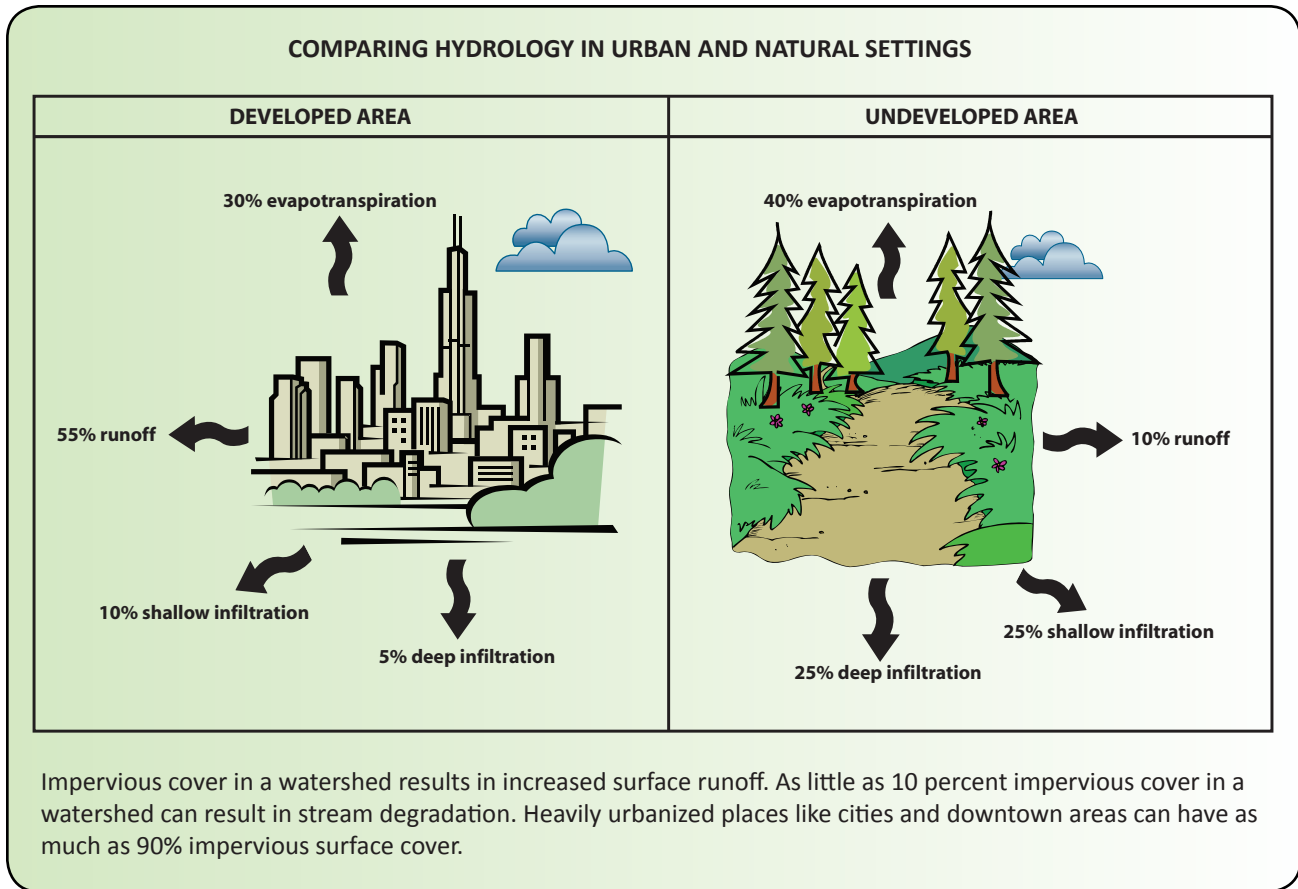 COMPARING HYDROLOGY IN URBAN AND NATURAL SETTINGS
DEVELOPED AREA
30% evapotranspiration
55% runoff
10% shallow infiltration
5% deep infiltration
UNDEVELOPED AREA
40% evapotranspiration
10% runoff
25% shallow infiltration
25% deep infiltration
Impervious cover in a watershed results in increased surface runoff. As little as 10 percent impervious cover in a
watershed can result in stream degradation. Heavily urbanized places like cities and downtown areas can have as
much as 90% impervious surface cover.